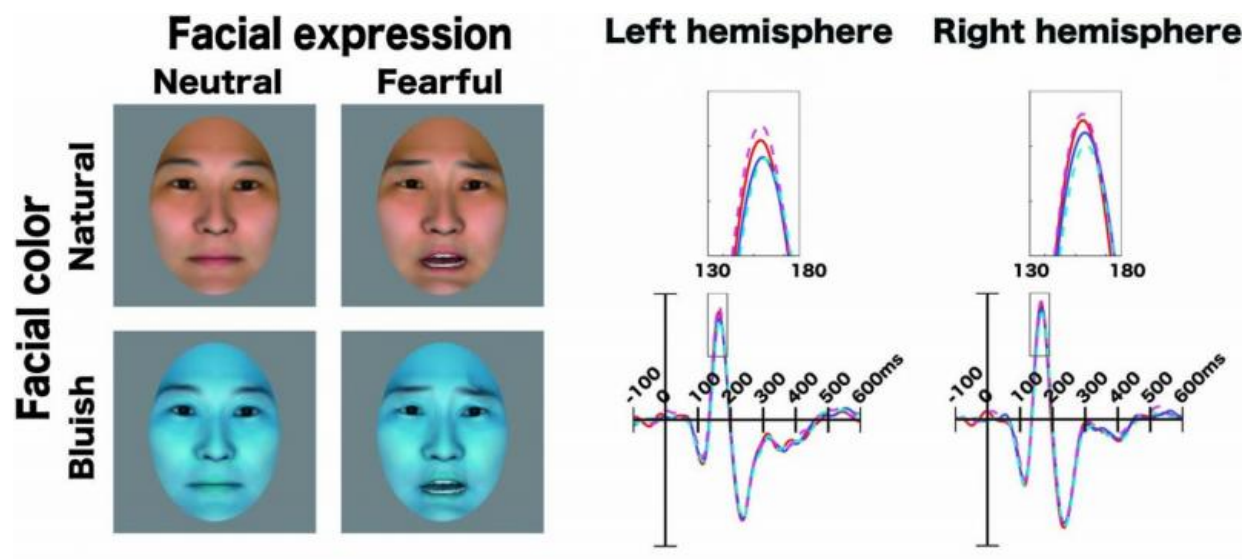 Facial expression
Neutral Fearful
Facial color
Natural
Bluish
Left hemisphere
130 180
-100 0 100 200 300 400 500 600ms
Right hemisphere
130 180
-100 0 100 200 300 400 500 600ms